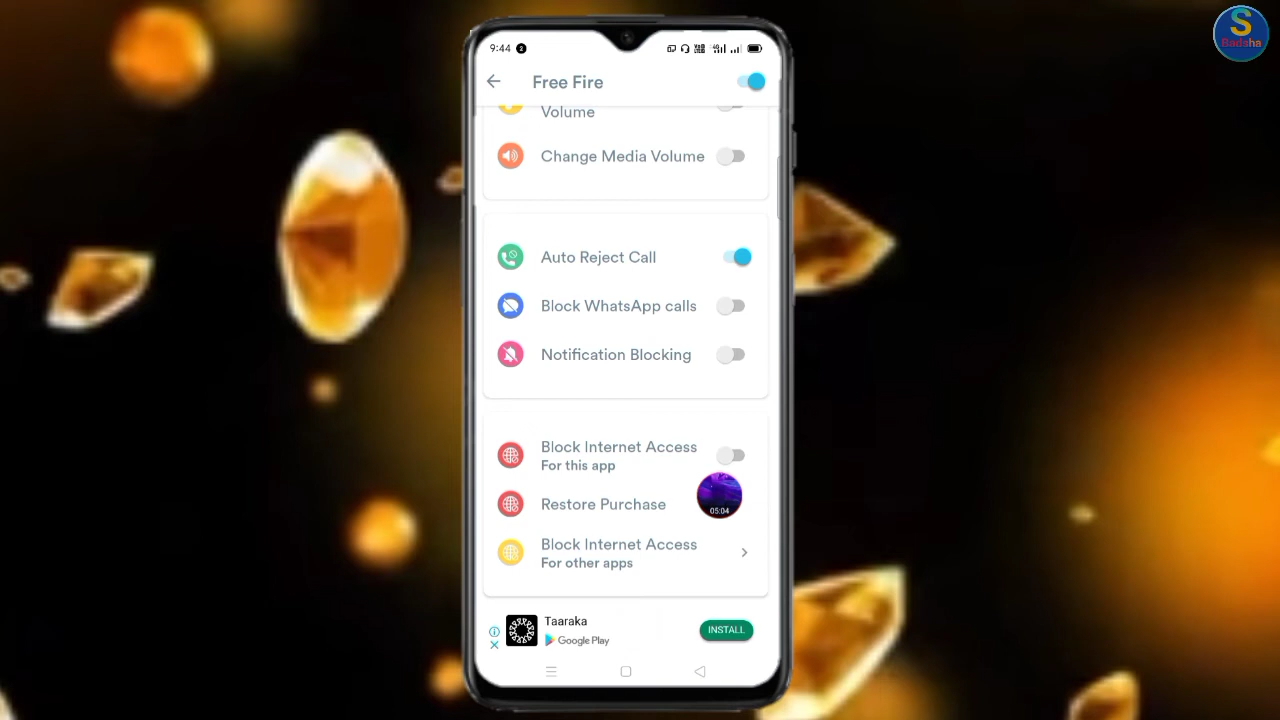 S
Badsha
9:44 2
Free Fire
Volume
Change Media Volume
Auto Reject Call
Block WhatsApp calls
Notification Blocking
Block Internet Access
For this app
Restore Purchase
05:04
Block Internet Access
For other apps
Taaraka
Google Play
INSTALL